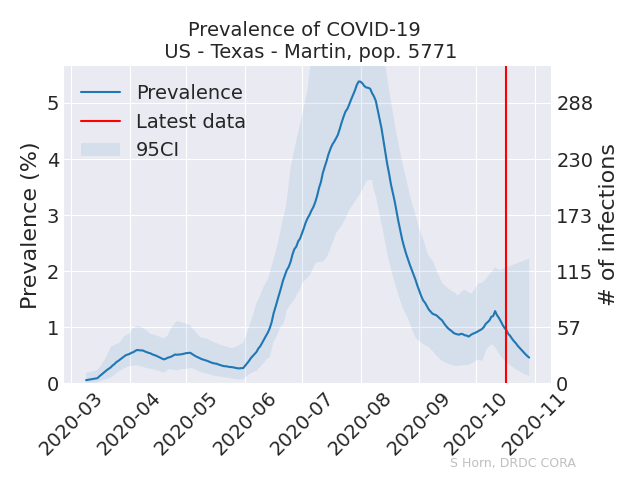 Prevalence of COVID-19
US - Texas - Martin, pop. 5771
Prevalence
Latest data
95CI
Prevalence (%)
5
4
3
2
1
0
288
230
173
115
57
0
# of infections
2020-03
2020-04
2020-05
2020-06
2020-07
2020-08
2020-09
2020-10
2020-11
S Horn, DRDC CORA